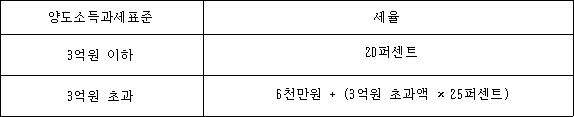 양도소득과세표준 세율
3억원 이하 20퍼센트
3억원 초과 6천만원 + (3억원 초과액 × 25퍼센트)